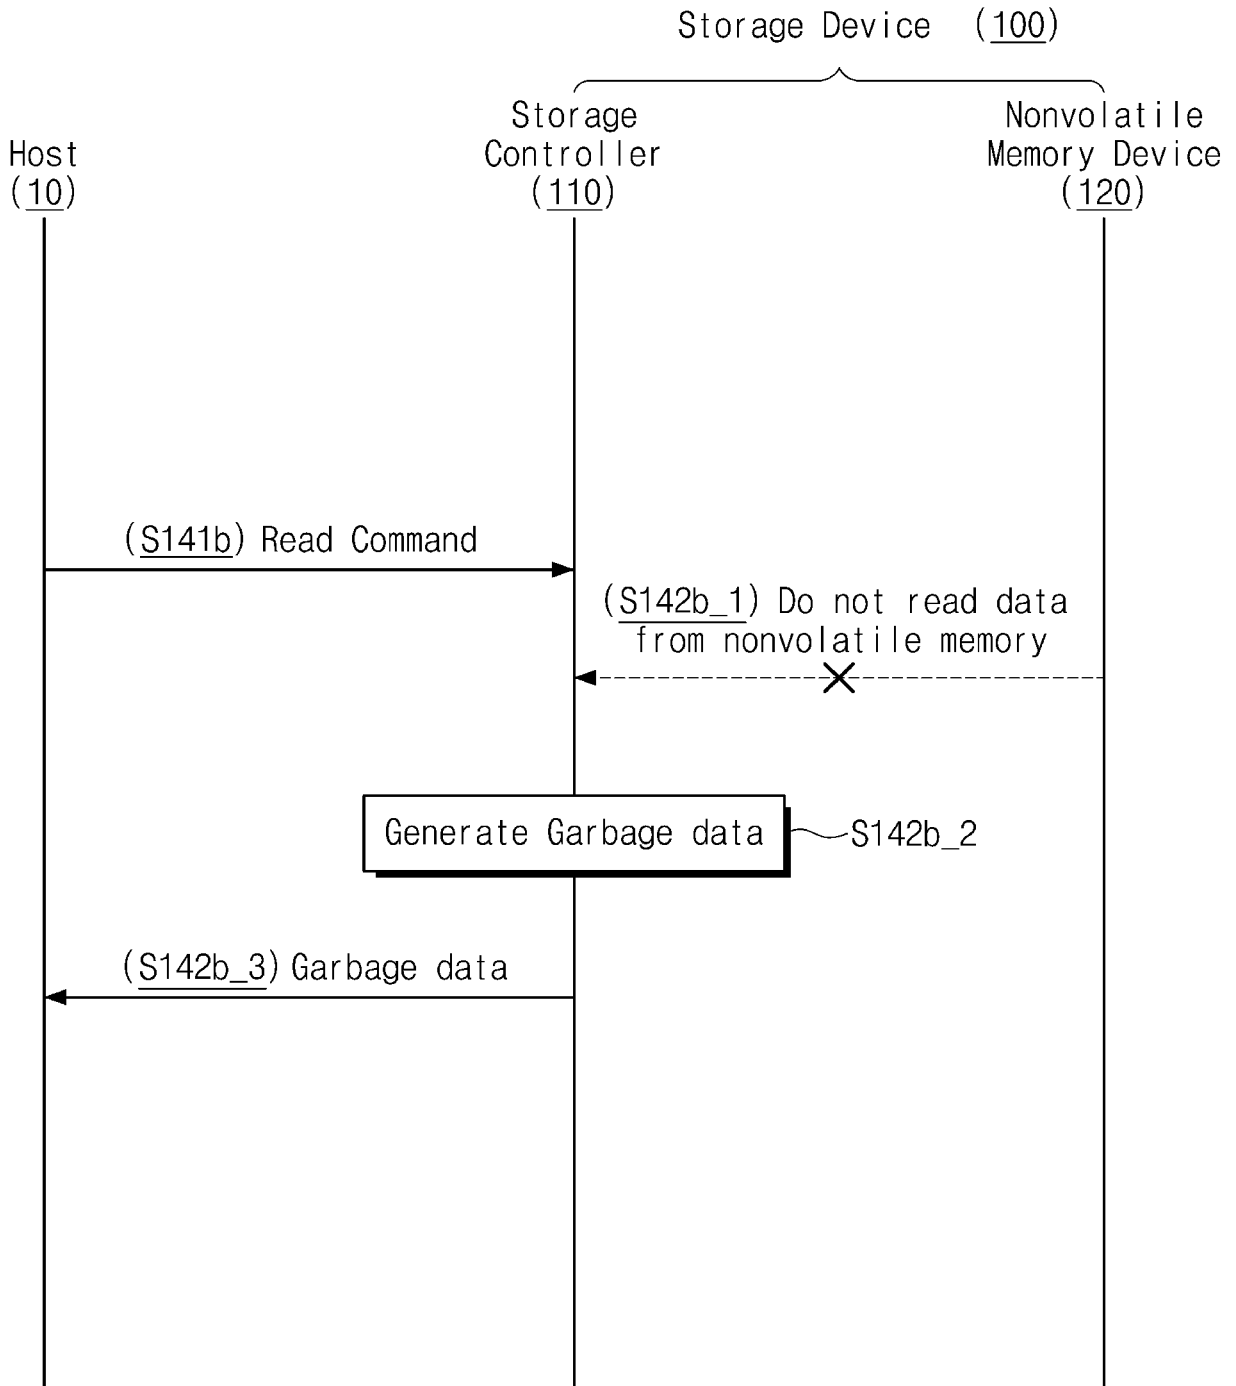 Storage Device (100)
Host
(10)
Storage
Controller
(110)
Nonvolatile
Memory Device
(120)
(S141b) Read Command
(S142b_1) Do not read data
from nonvolatile memory
Generate Garbage data
S142b_2
(S142b_3) Garbage data